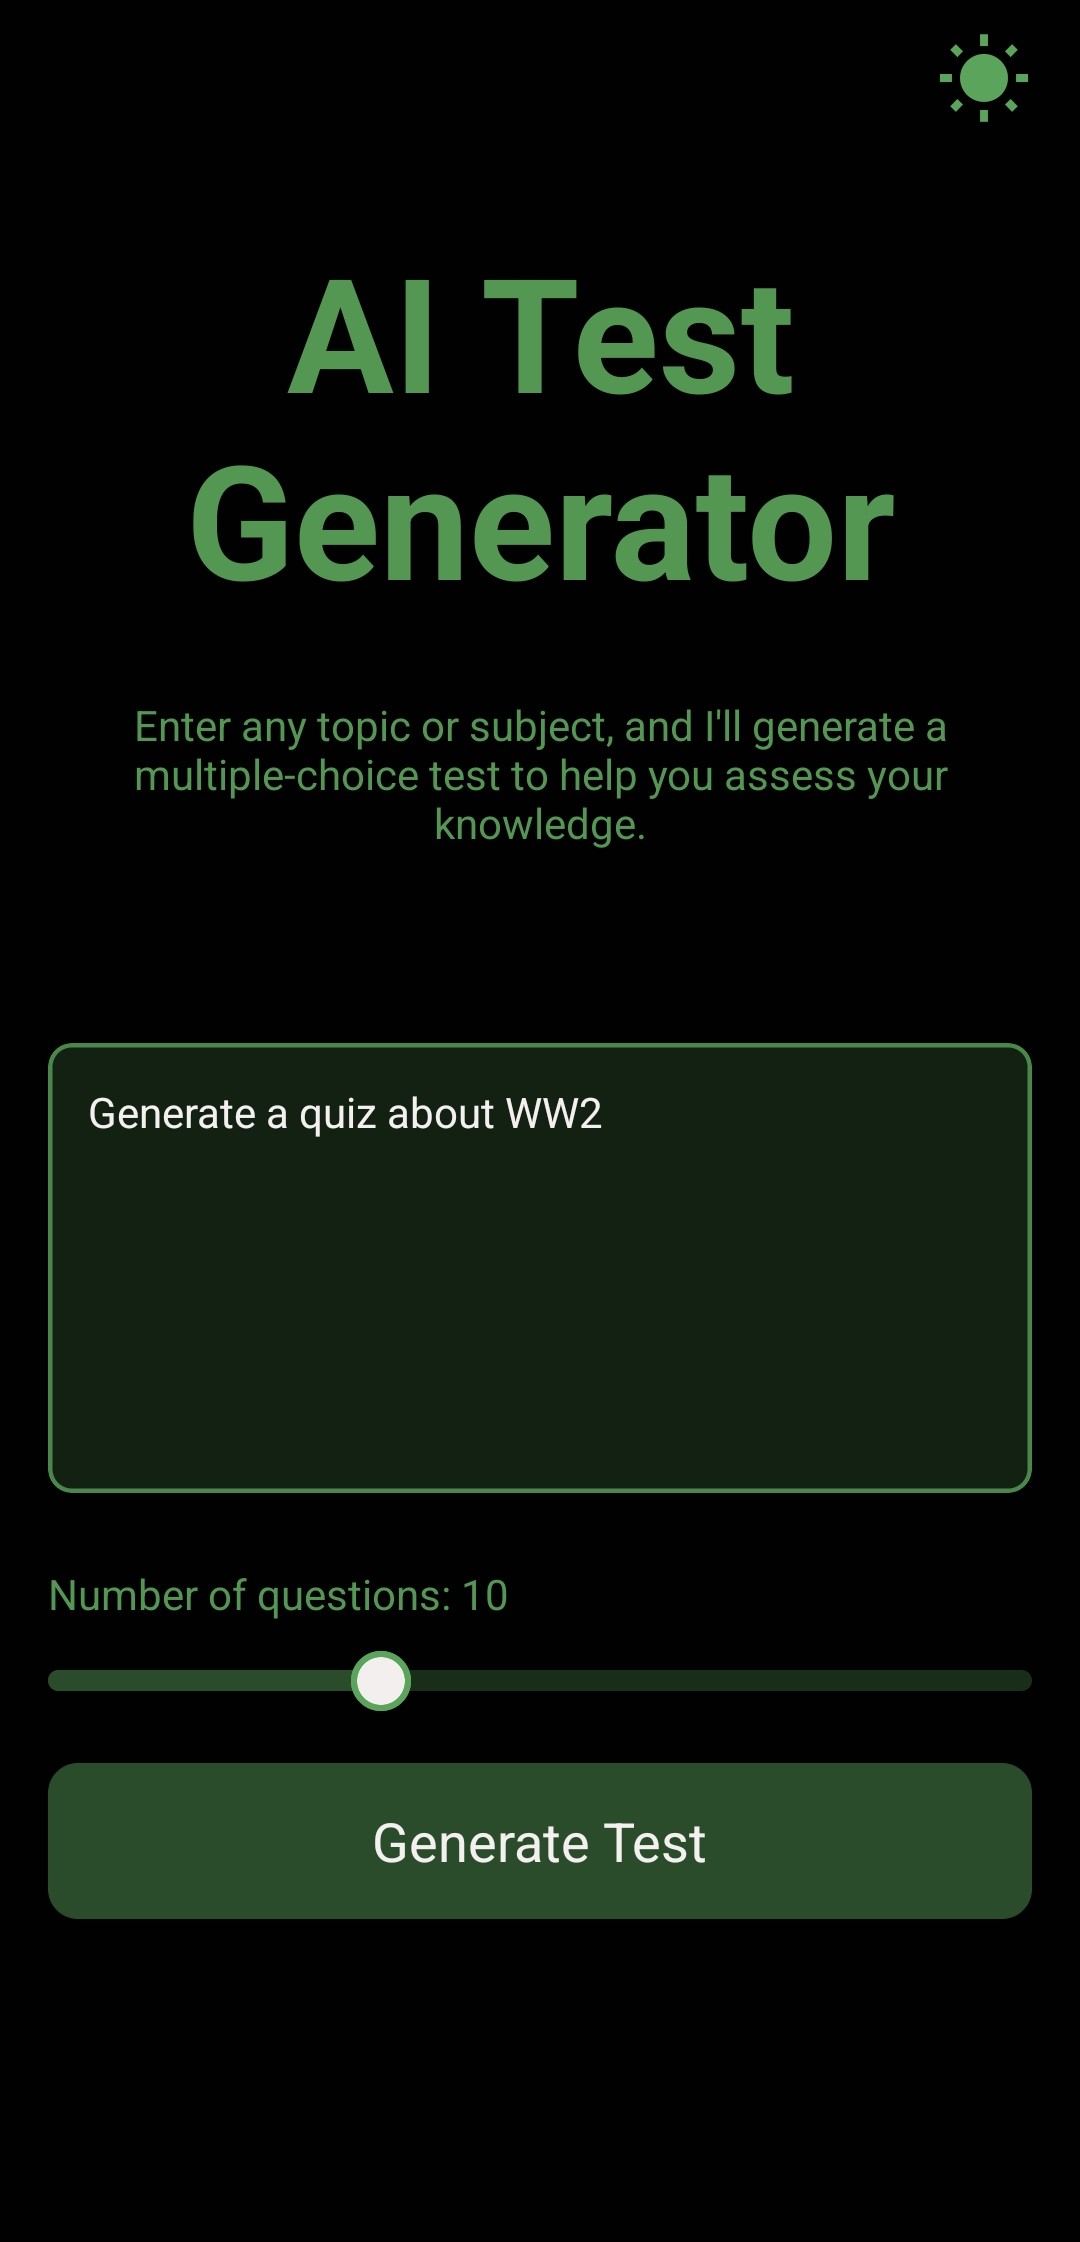 AI Test
Generator
Enter any topic or subject, and I'll generate a
multiple-choice test to help you assess your
knowledge.
Generate a quiz about WW2
Number of questions: 10
Generate Test